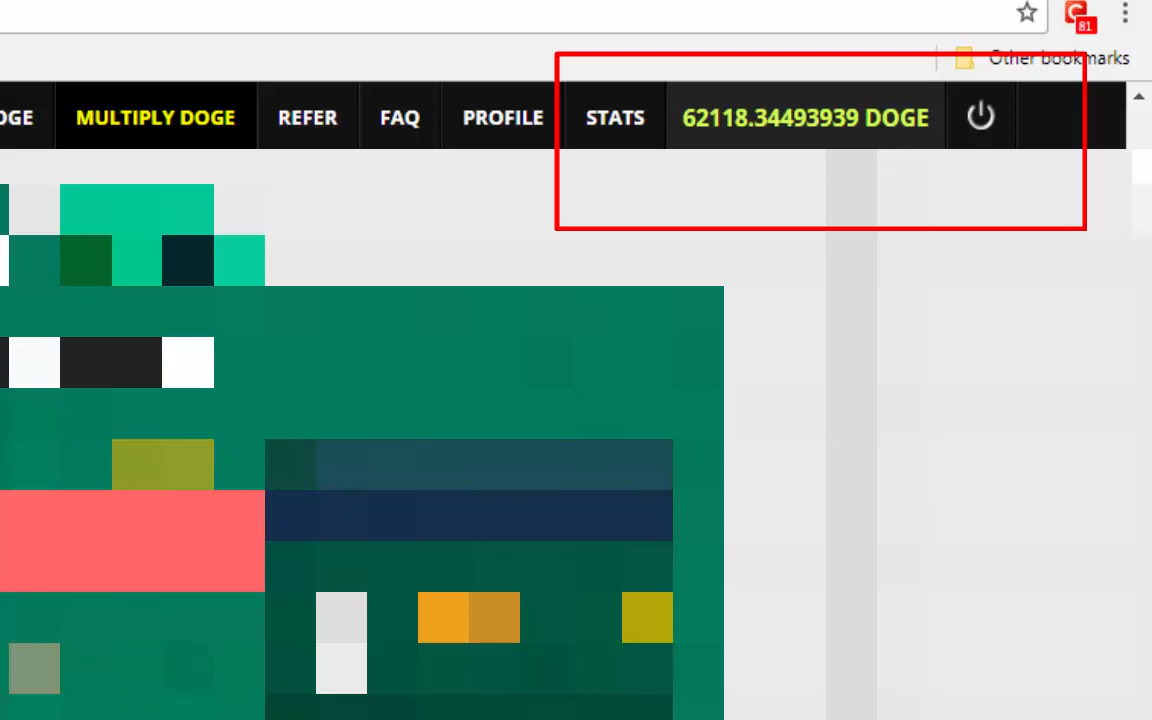 81
Other bookmarks
OGE MULTIPLY DOGE REFER FAQ PROFILE STATS 62118.34493939 DOGE